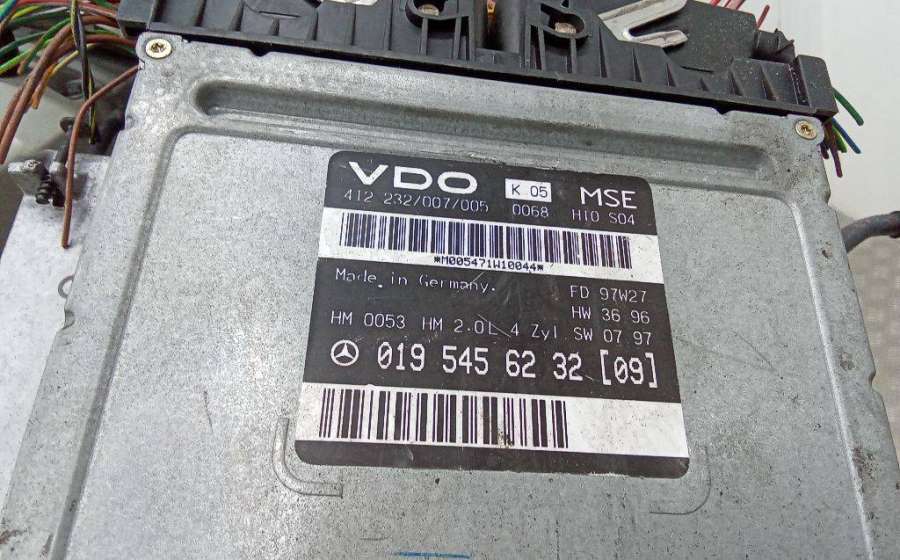 VDO K 05 MSE
412 232/007/005 0068 H10 S04
*M005471W10044*
Made in Germany. FD 97W27
HW 36 96
HM 0053 HM 2.0L 4 Zyl. SW 07 97
019 545 62 32 [09]